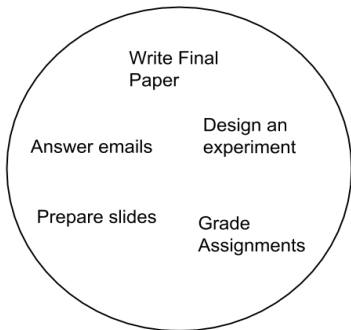 Write Final
Paper
Design an
experiment
Answer emails
Prepare slides
Grade
Assignments